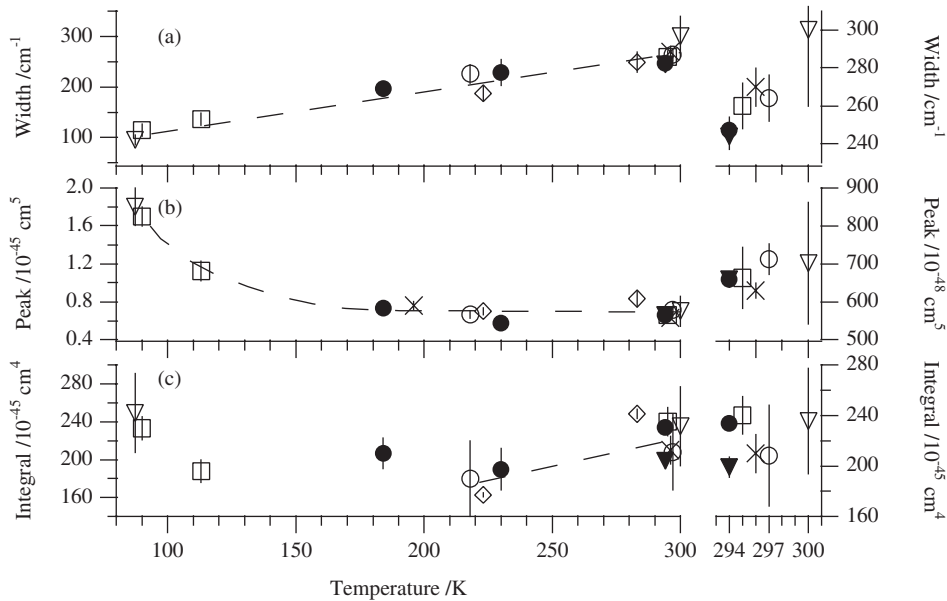 (a)
Width /cm⁻¹
300
200
100
300
280
260
240
Width /cm⁻¹
(b)
Peak /10⁻⁴⁵ cm⁵
2.0
1.6
1.2
0.8
0.4
900
800
700
600
500
Peak /10⁻⁴⁸ cm⁵
(c)
Integral /10⁻⁴⁵ cm⁴
280
240
200
160
280
240
200
160
Integral /10⁻⁴⁵ cm⁴
100 150 200 250 300 294 297 300
Temperature /K